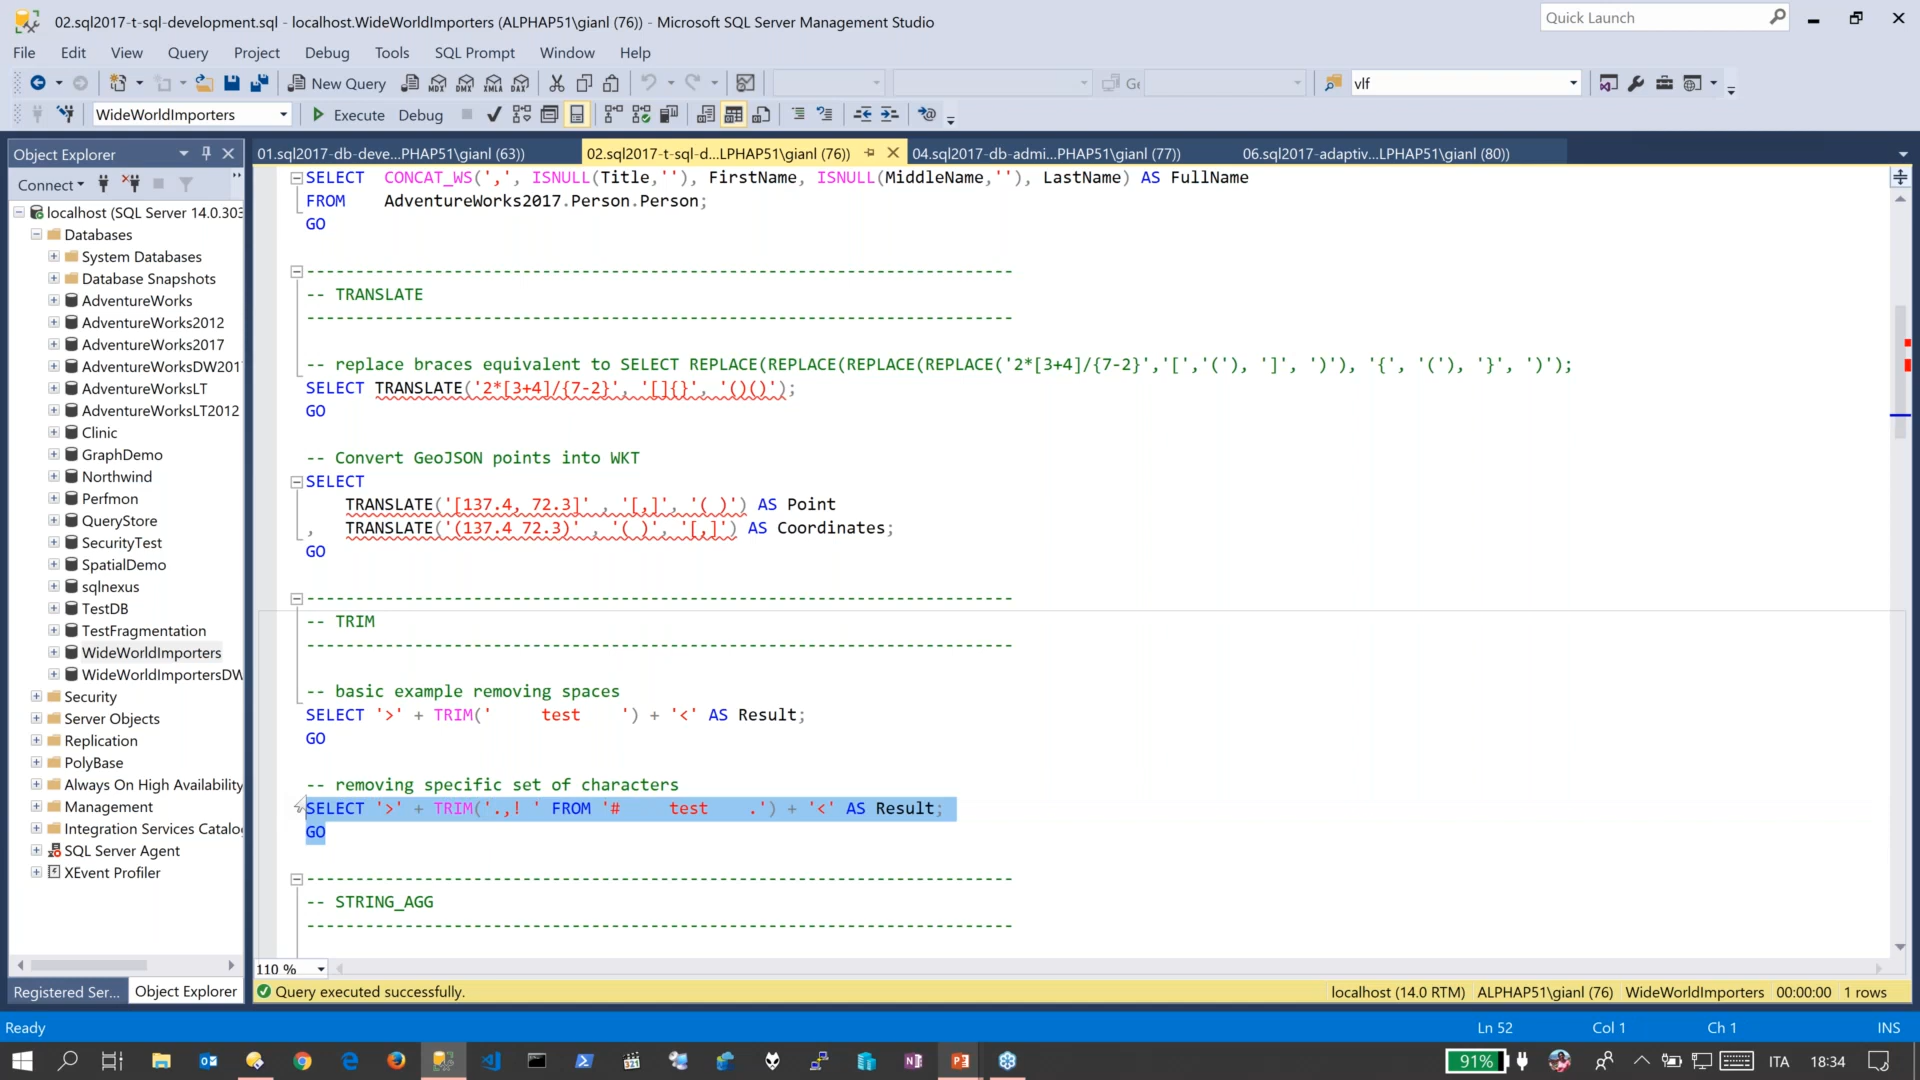 02.sql2017-t-sql-development.sql - localhost.WideWorldImporters (ALPHAP51\gianl (76)) - Microsoft SQL Server Management Studio
Quick Launch
File Edit View Query Project Debug Tools SQL Prompt Window Help
New Query MDX DMX XMLA DAX Ge vlf
WideWorldImporters Execute Debug
Object Explorer
01.sql2017-db-deve...PHAP51\gianl (63)) 02.sql2017-t-sql-d...LPHAP51\gianl (76)) 04.sql2017-db-admi...PHAP51\gianl (77)) 06.sql2017-adaptiv...LPHAP51\gianl (80))
Connect
localhost (SQL Server 14.0.303
Databases
System Databases
Database Snapshots
AdventureWorks
AdventureWorks2012
AdventureWorks2017
AdventureWorksDW201
AdventureWorksLT
AdventureWorksLT2012
Clinic
GraphDemo
Northwind
Perfmon
QueryStore
SecurityTest
SpatialDemo
sqlnexus
TestDB
TestFragmentation
WideWorldImporters
WideWorldImportersDW
Security
Server Objects
Replication
PolyBase
Always On High Availability
Management
Integration Services Catalo
SQL Server Agent
XEvent Profiler
Registered Ser... Object Explorer
SELECT  CONCAT_WS(',', ISNULL(Title,''), FirstName, ISNULL(MiddleName,''), LastName) AS FullName
FROM    AdventureWorks2017.Person.Person;
GO
------------------------------------------------------------------------
-- TRANSLATE
------------------------------------------------------------------------
-- replace braces equivalent to SELECT REPLACE(REPLACE(REPLACE(REPLACE('2*[3+4]/{7-2}','[','('), ']', ')'), '{', '('), '}', ')');
SELECT TRANSLATE('2*[3+4]/{7-2}', '[]{}', '()()');
GO
-- Convert GeoJSON points into WKT
SELECT
    TRANSLATE('[137.4, 72.3]' , '[,]', '( )') AS Point
,   TRANSLATE('(137.4 72.3)' , '( )', '[,]') AS Coordinates;
GO
------------------------------------------------------------------------
-- TRIM
------------------------------------------------------------------------
-- basic example removing spaces
SELECT '>' + TRIM('     test    ') + '<' AS Result;
GO
-- removing specific set of characters
SELECT '>' + TRIM('.,! ' FROM '#     test    .') + '<' AS Result;
GO
------------------------------------------------------------------------
-- STRING_AGG
------------------------------------------------------------------------
110 %
Query executed successfully. localhost (14.0 RTM) ALPHAP51\gianl (76) WideWorldImporters 00:00:00 1 rows
Ready Ln 52 Col 1 Ch 1 INS
91% ITA 18:34